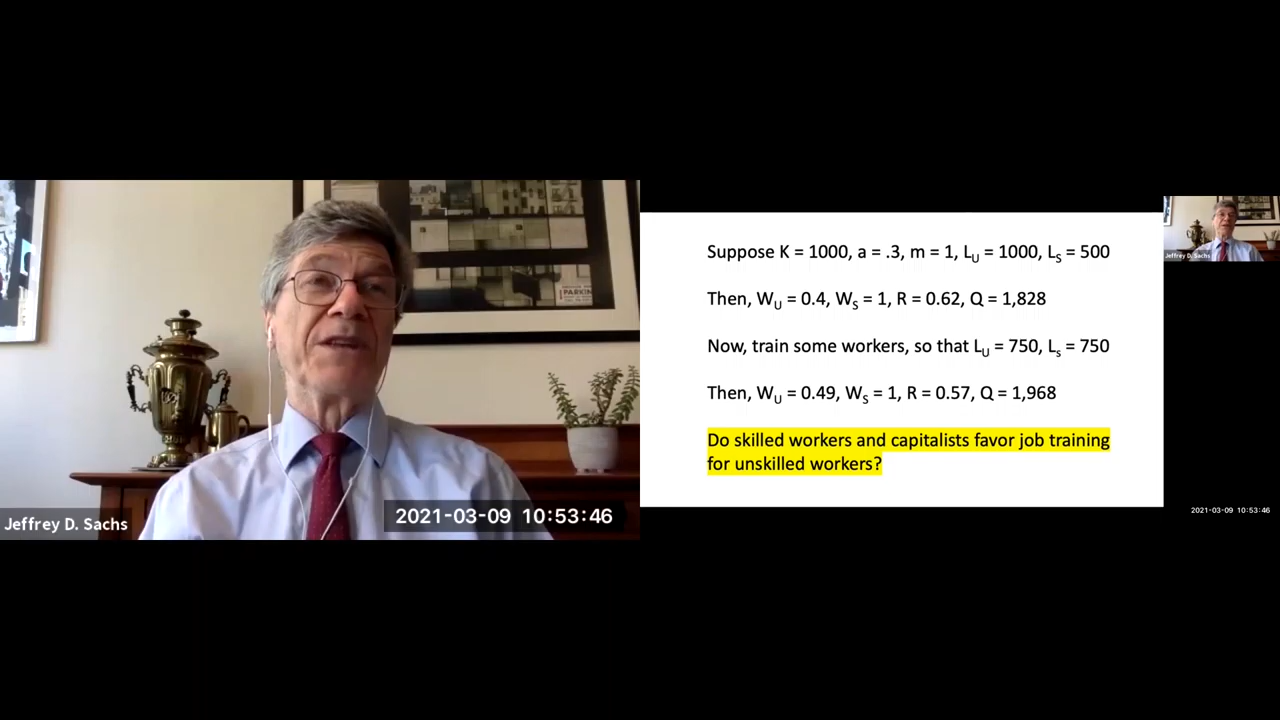 PARKIN
Jeffrey D. Sachs
2021-03-09 10:53:46
Suppose K = 1000, a = .3, m = 1, LU = 1000, LS = 500
Then, WU = 0.4, WS = 1, R = 0.62, Q = 1,828
Now, train some workers, so that LU = 750, Ls = 750
Then, WU = 0.49, WS = 1, R = 0.57, Q = 1,968
Do skilled workers and capitalists favor job training
for unskilled workers?
Jeffrey D. Sachs
2021-03-09 10:53:46